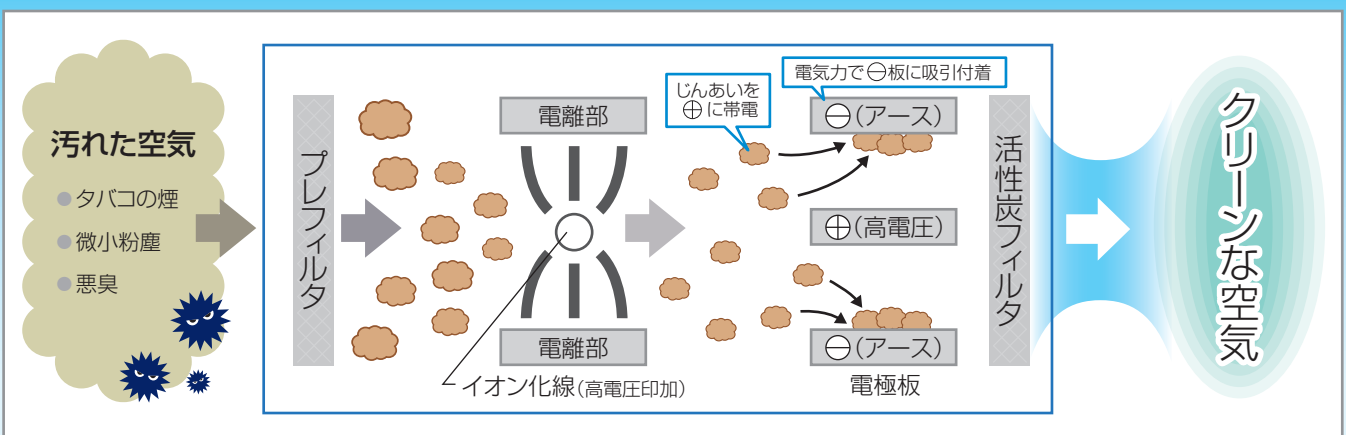 汚れた空気
●タバコの煙
●微小粉塵
●悪臭
プレフィルタ
電離部
電離部
イオン化線(高電圧印加)
じんあいを
⊕に帯電
電気力で⊖板に吸引付着
⊖(アース)
⊕(高電圧)
⊖(アース)
電極板
活性炭フィルタ
クリーンな空気